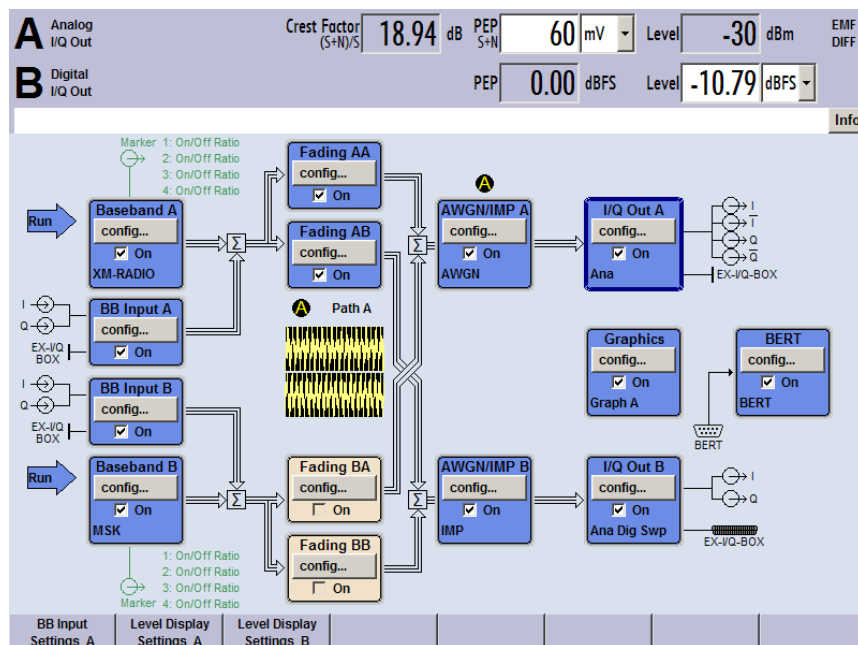 A Analog I/Q Out Crest Factor (S+N)/S 18.94 dB PEP S+N 60 mV Level -30 dBm EMF DIFF
B Digital I/Q Out PEP 0.00 dBFS Level -10.79 dBFS
Info
Marker 1: On/Off Ratio
2: On/Off Ratio
3: On/Off Ratio
4: On/Off Ratio
Fading AA
config...
On
Run
Baseband A
config...
On
XM-RADIO
Σ
Fading AB
config...
On
Σ
A
AWGN/IMP A
config...
On
AWGN
I/Q Out A
config...
On
Ana
I
I
Q
Q
EX-I/Q-BOX
I
Q
EX-I/Q BOX
BB Input A
config...
On
A Path A
Graphics
config...
On
Graph A
BERT
config...
On
BERT
BERT
I
Q
EX-I/Q BOX
BB Input B
config...
On
Run
Baseband B
config...
On
MSK
Σ
Fading BA
config...
On
Σ
AWGN/IMP B
config...
On
IMP
I/Q Out B
config...
On
Ana Dig Swp
I
Q
EX-I/Q-BOX
Fading BB
config...
On
1: On/Off Ratio
2: On/Off Ratio
3: On/Off Ratio
Marker 4: On/Off Ratio
BB Input Settings A
Level Display Settings A
Level Display Settings B